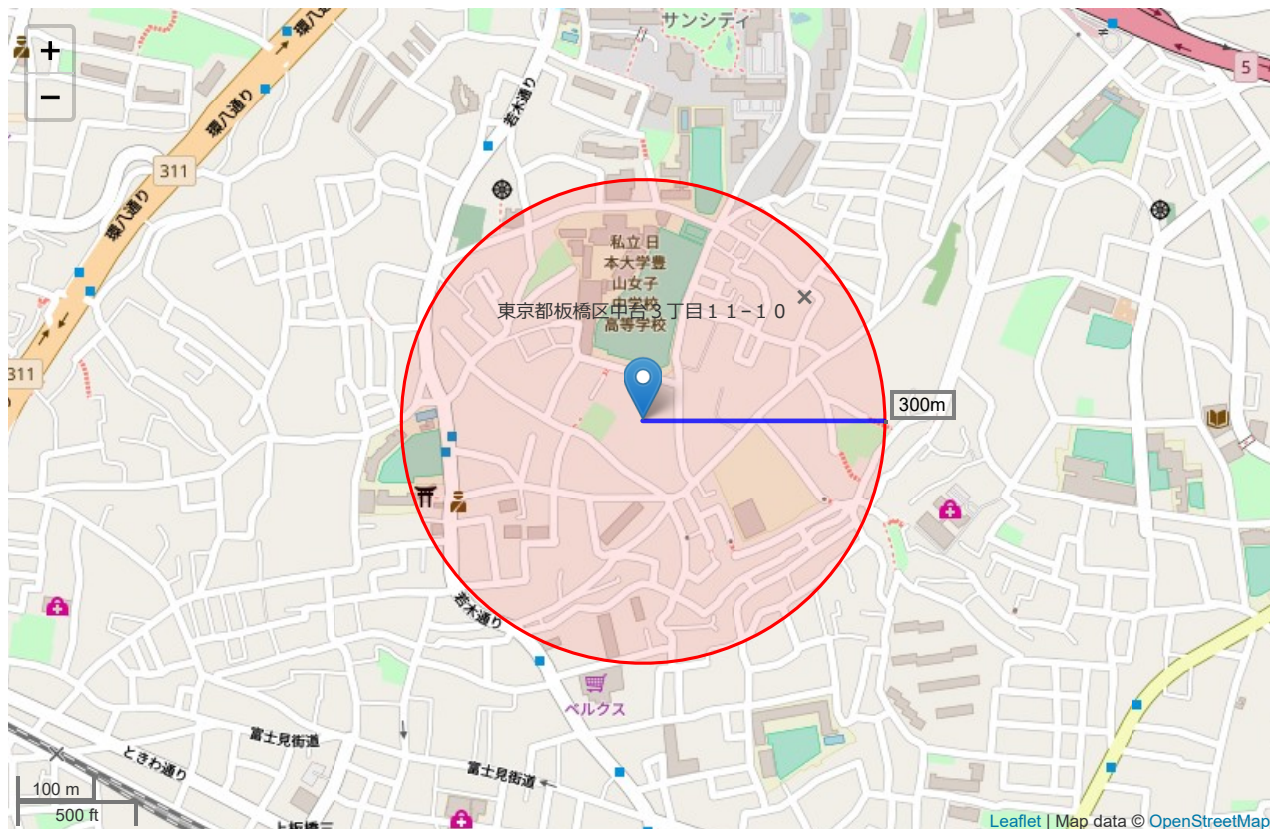 サンシティ
+
−
5
若木通り
環八通り
311
環八通り
私立 日
本大学豊
山女子
中学校
高等学校
東京都板橋区中台3丁目11−10
×
311
300m
若木通り
ベルクス
富士見街道
ときわ通り
富士見街道
100 m
500 ft
上板橋三
Leaflet | Map data © OpenStreetMap